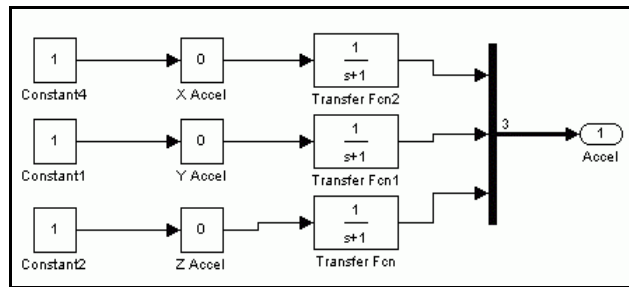 1
0
1
s+1
Constant4
X Accel
Transfer Fcn2
3
1
Accel
1
0
1
s+1
Constant1
Y Accel
Transfer Fcn1
1
0
1
s+1
Constant2
Z Accel
Transfer Fcn